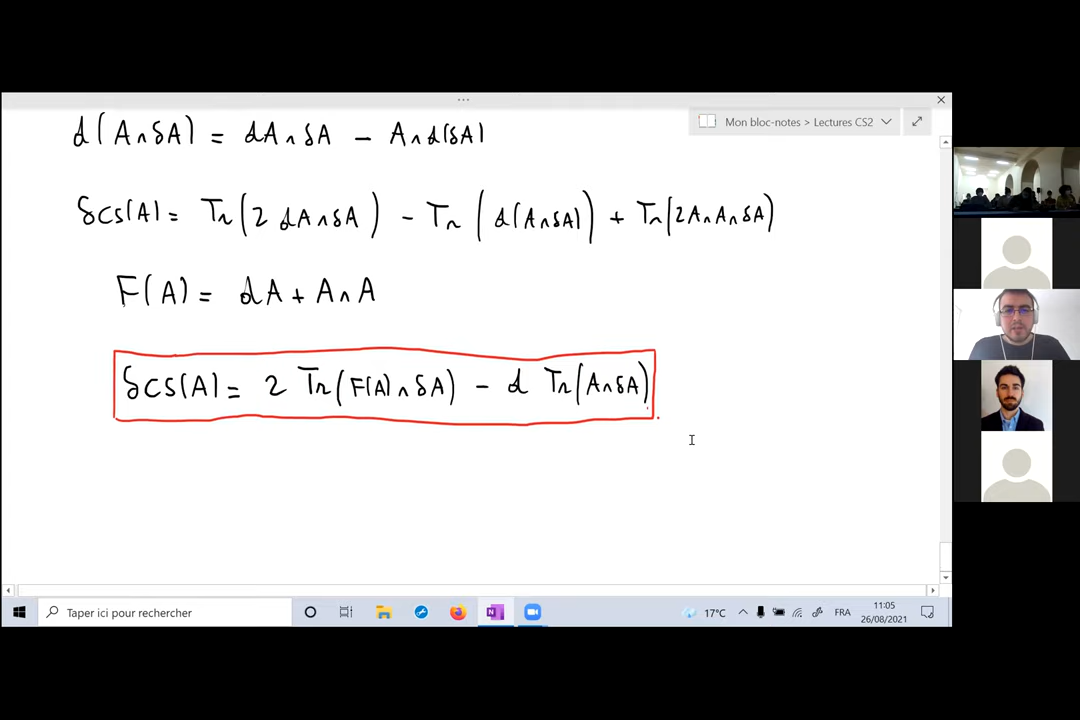 d(A∧δA) = dA∧δA − A∧d(δA)
Mon bloc-notes > Lectures CS2
δCS(A) = Tr(2 dA∧δA) − Tr(d(A∧δA)) + Tr(2A∧A∧δA)
F(A) = dA + A∧A
δCS(A) = 2 Tr(F(A)∧δA) − d Tr(A∧δA).
Taper ici pour rechercher
17°C
FRA
11:05
26/08/2021